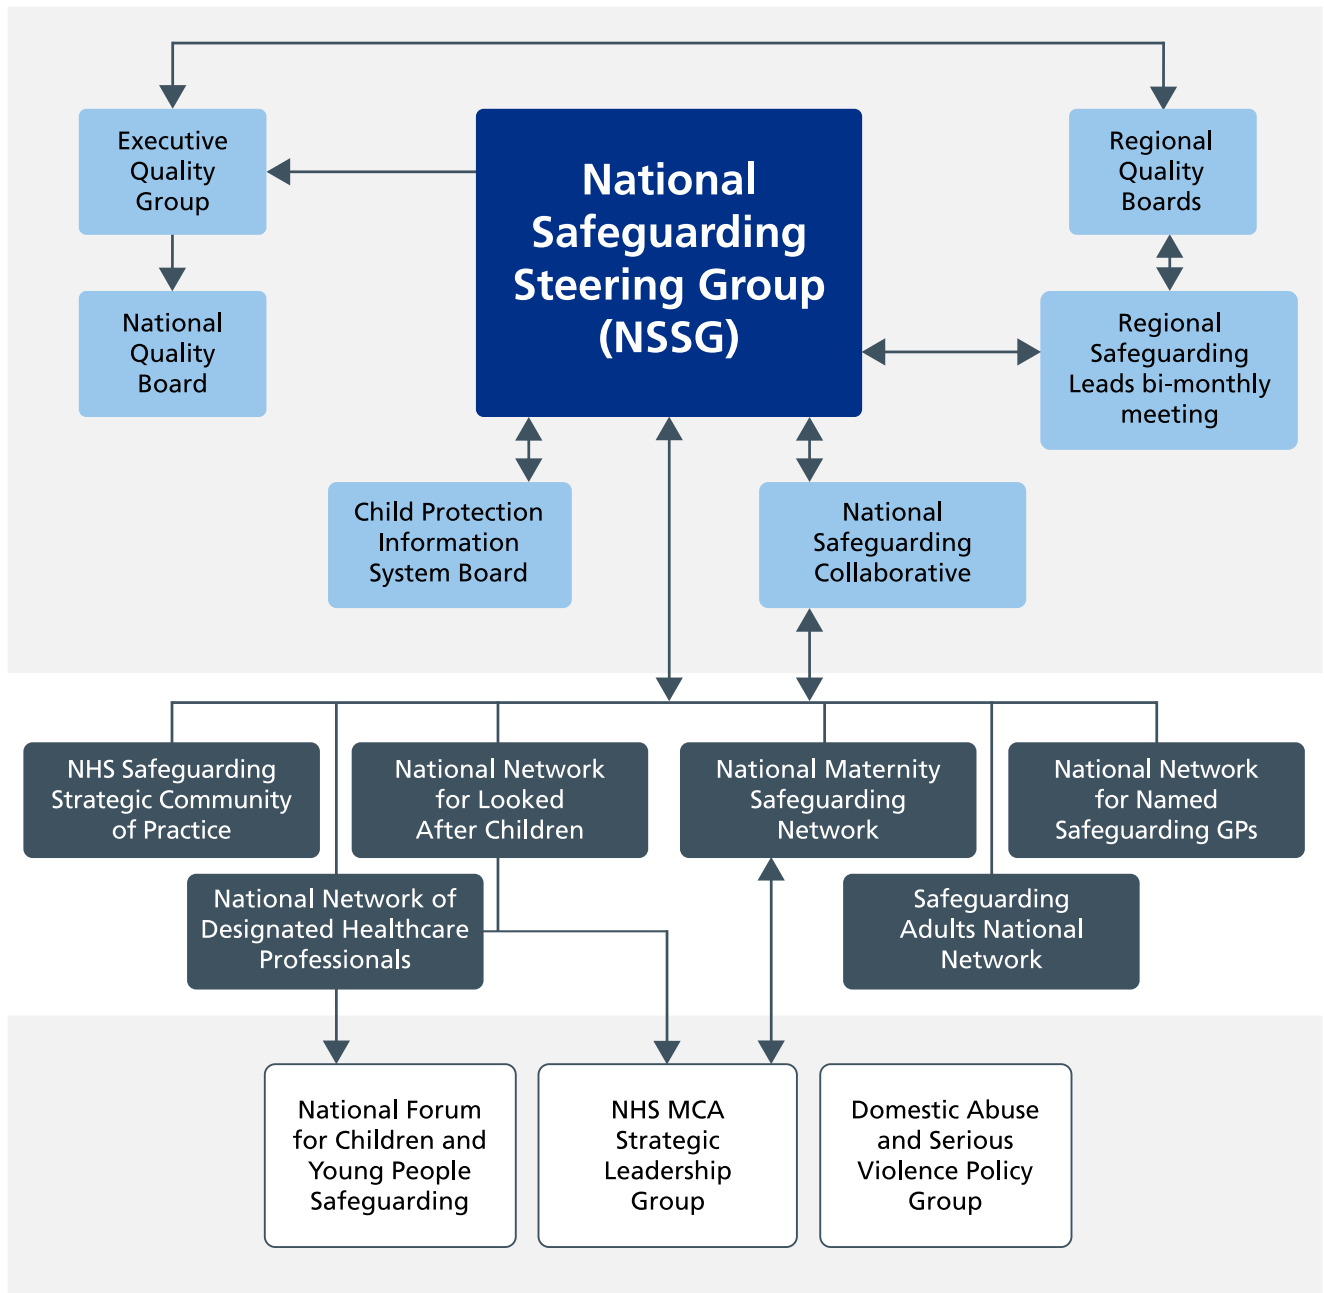 Executive
Quality
Group
National
Safeguarding
Steering Group
(NSSG)
Regional
Quality
Boards
National
Quality
Board
Regional
Safeguarding
Leads bi-monthly
meeting
Child Protection
Information
System Board
National
Safeguarding
Collaborative
NHS Safeguarding
Strategic Community
of Practice
National Network
for Looked
After Children
National Maternity
Safeguarding
Network
National Network
for Named
Safeguarding GPs
National Network of
Designated Healthcare
Professionals
Safeguarding
Adults National
Network
National Forum
for Children and
Young People
Safeguarding
NHS MCA
Strategic
Leadership
Group
Domestic Abuse
and Serious
Violence Policy
Group